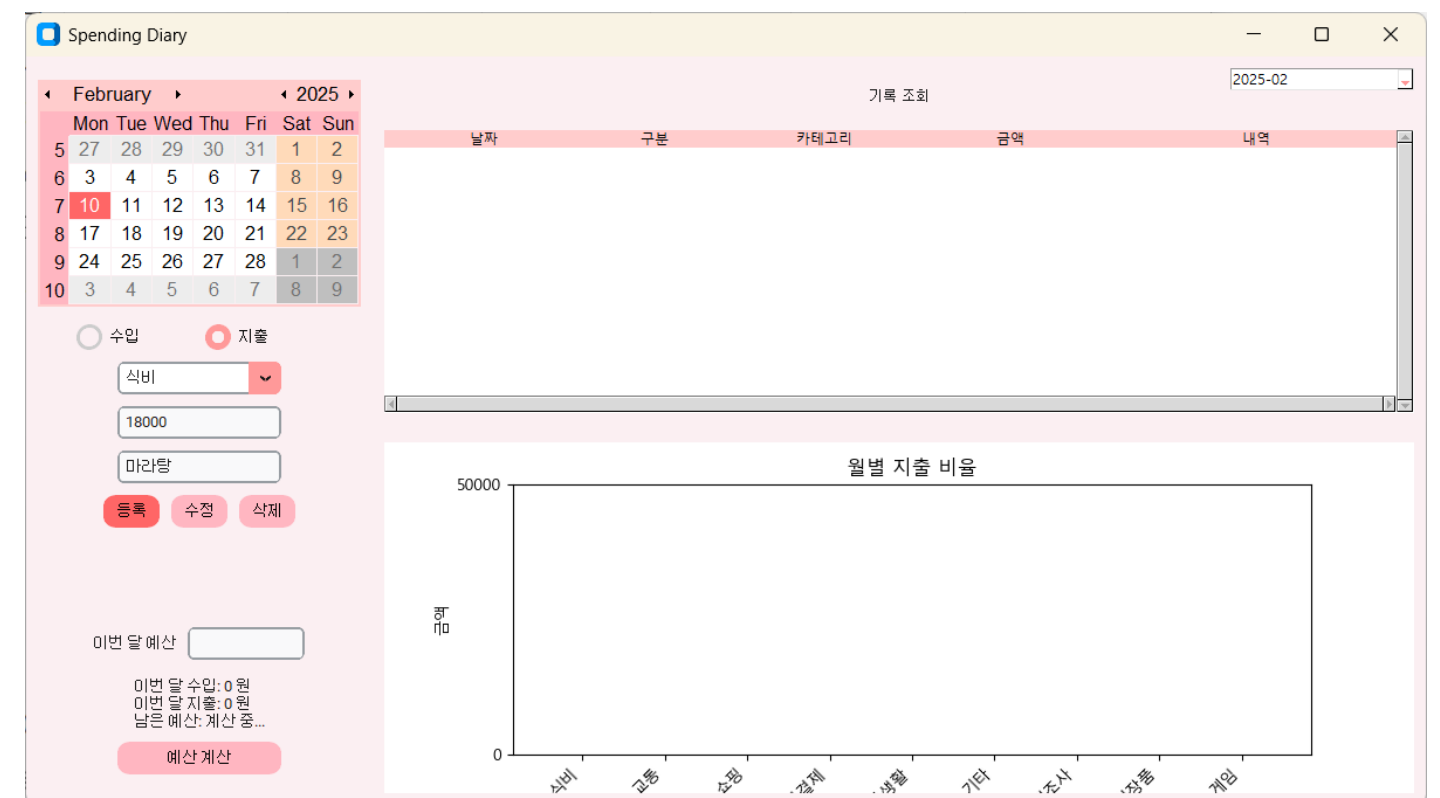 Spending Diary
February 2025
Mon Tue Wed Thu Fri Sat Sun
5 27 28 29 30 31 1 2
6 3 4 5 6 7 8 9
7 10 11 12 13 14 15 16
8 17 18 19 20 21 22 23
9 24 25 26 27 28 1 2
10 3 4 5 6 7 8 9
수입 지출
식비
18000
마라탕
등록 수정 삭제
이번 달 예산
이번 달 수입: 0 원
이번 달 지출: 0 원
남은 예산: 계산 중...
예산 계산
기록 조회
2025-02
날짜 구분 카테고리 금액 내역
월별 지출 비율
50000
금액
0
식비 교통 쇼핑 기타 게임